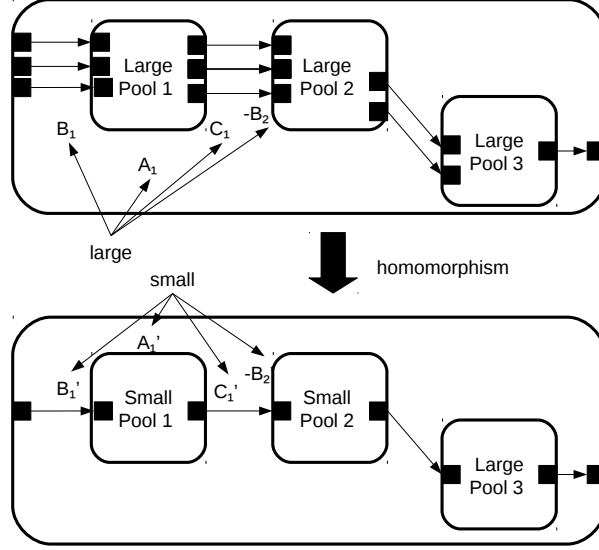 Large
Pool 1
Large
Pool 2
B₁
C₁
-B₂
A₁
Large
Pool 3
large
homomorphism
small
A₁'
B₁'
C₁'
-B₂'
Small
Pool 1
Small
Pool 2
Large
Pool 3